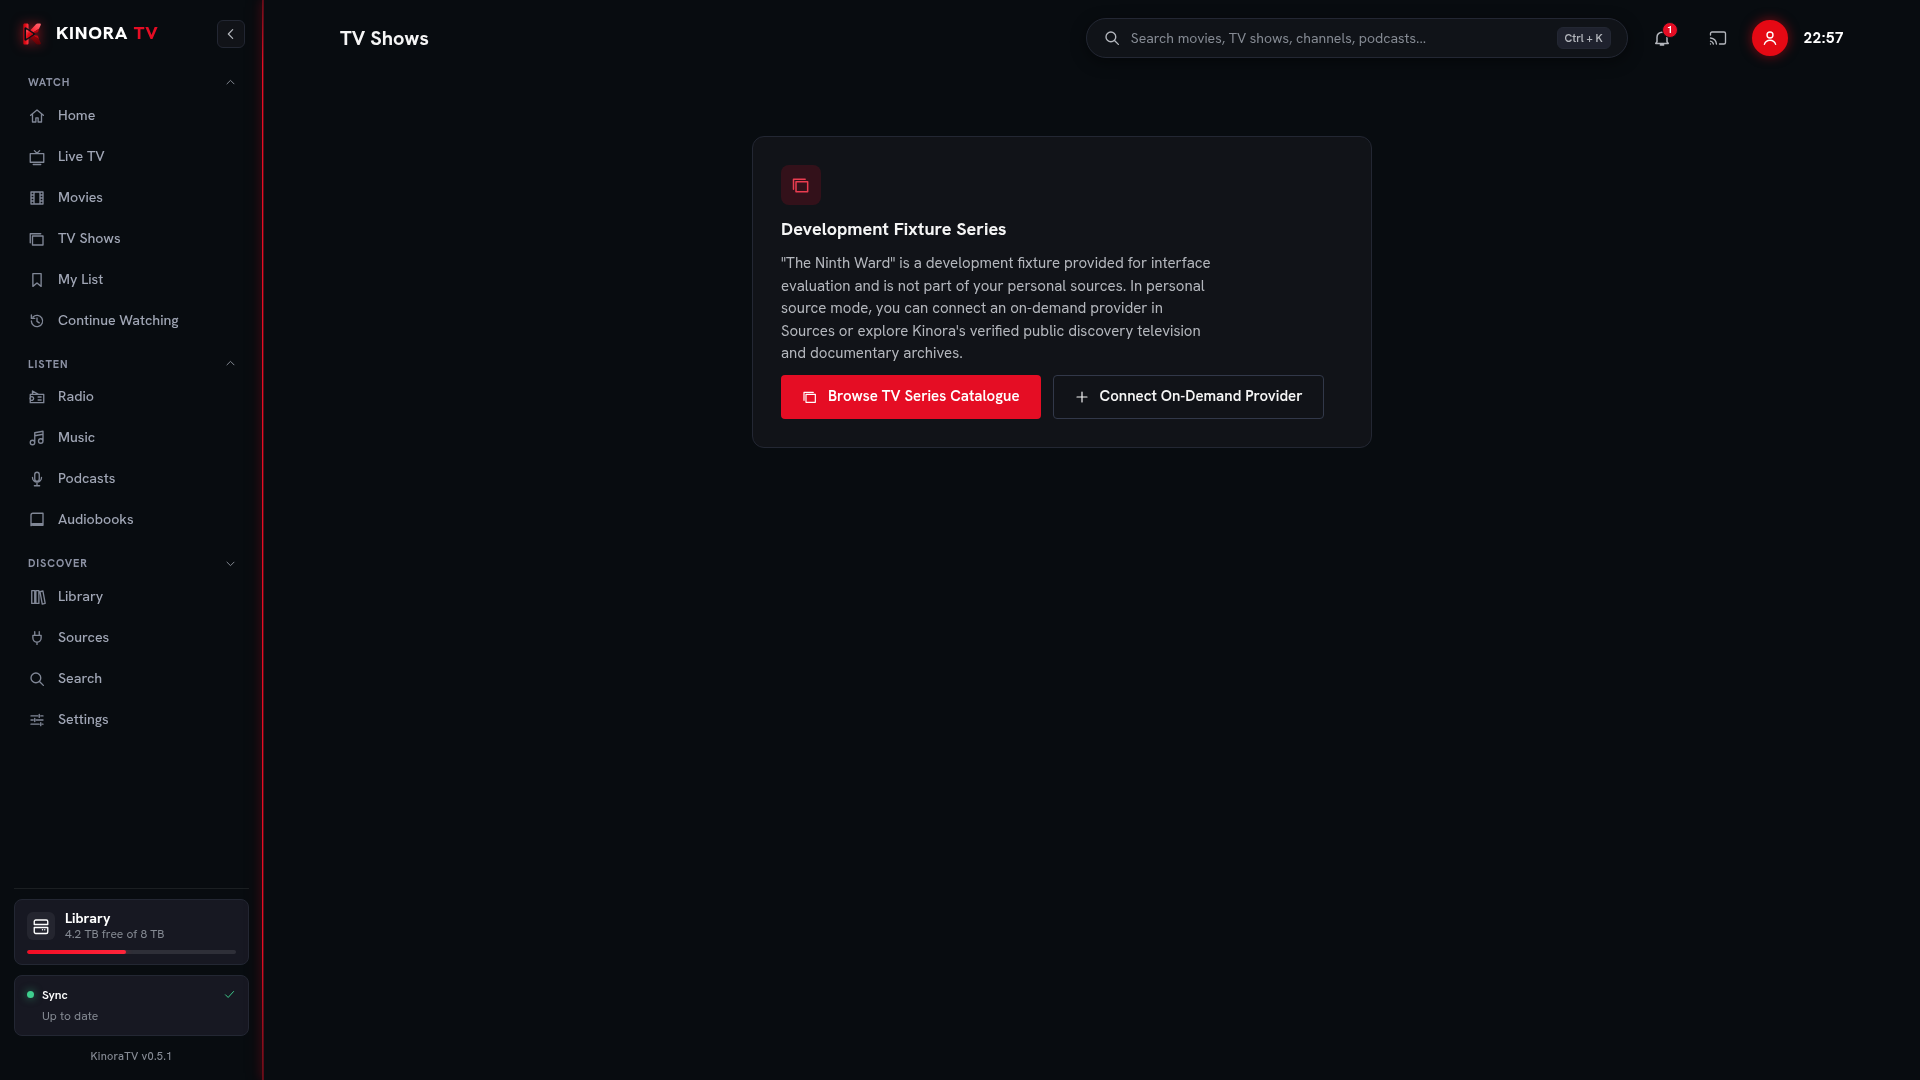 KINORA TV
WATCH
Home
Live TV
Movies
TV Shows
My List
Continue Watching
LISTEN
Radio
Music
Podcasts
Audiobooks
DISCOVER
Library
Sources
Search
Settings
Library
4.2 TB free of 8 TB
Sync
Up to date
KinoraTV v0.5.1
TV Shows
Search movies, TV shows, channels, podcasts...
Ctrl + K
1
22:57
Development Fixture Series
"The Ninth Ward" is a development fixture provided for interface
evaluation and is not part of your personal sources. In personal
source mode, you can connect an on-demand provider in
Sources or explore Kinora's verified public discovery television
and documentary archives.
Browse TV Series Catalogue
Connect On-Demand Provider